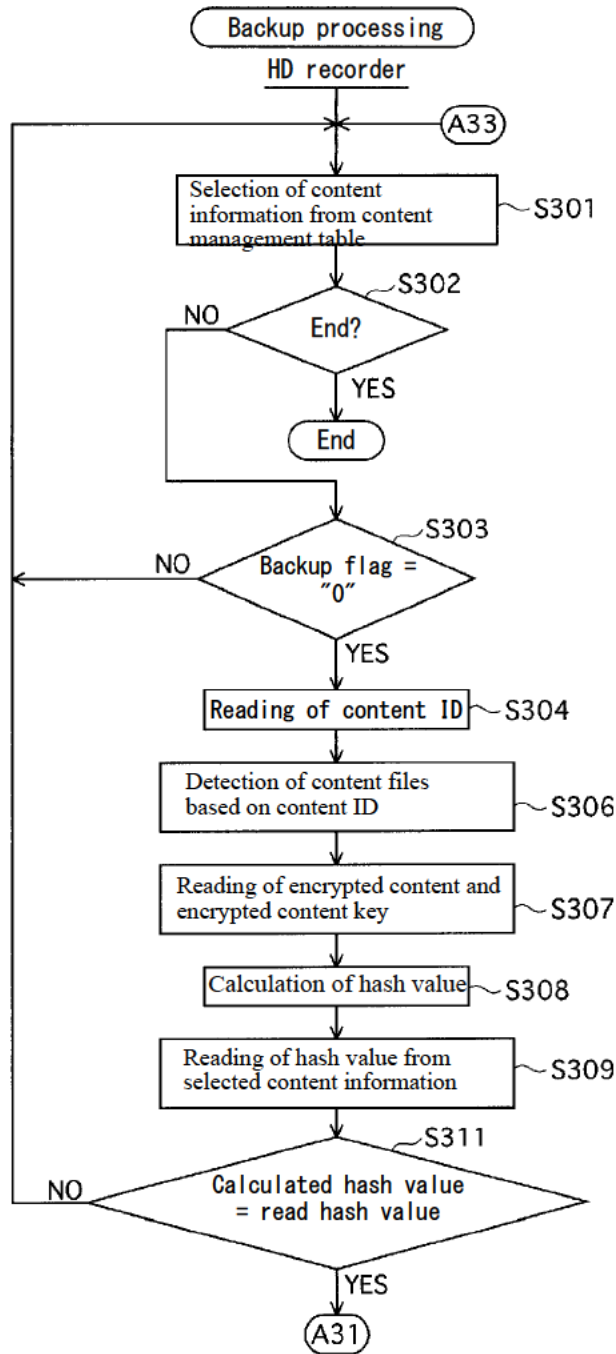 Backup processing
HD recorder
A33
Selection of content
information from content
management table
S301
S302
NO
End?
YES
End
S303
NO
Backup flag =
"0"
YES
Reading of content ID
S304
Detection of content files
based on content ID
S306
Reading of encrypted content and
encrypted content key
S307
Calculation of hash value
S308
Reading of hash value from
selected content information
S309
S311
NO
Calculated hash value
= read hash value
YES
A31